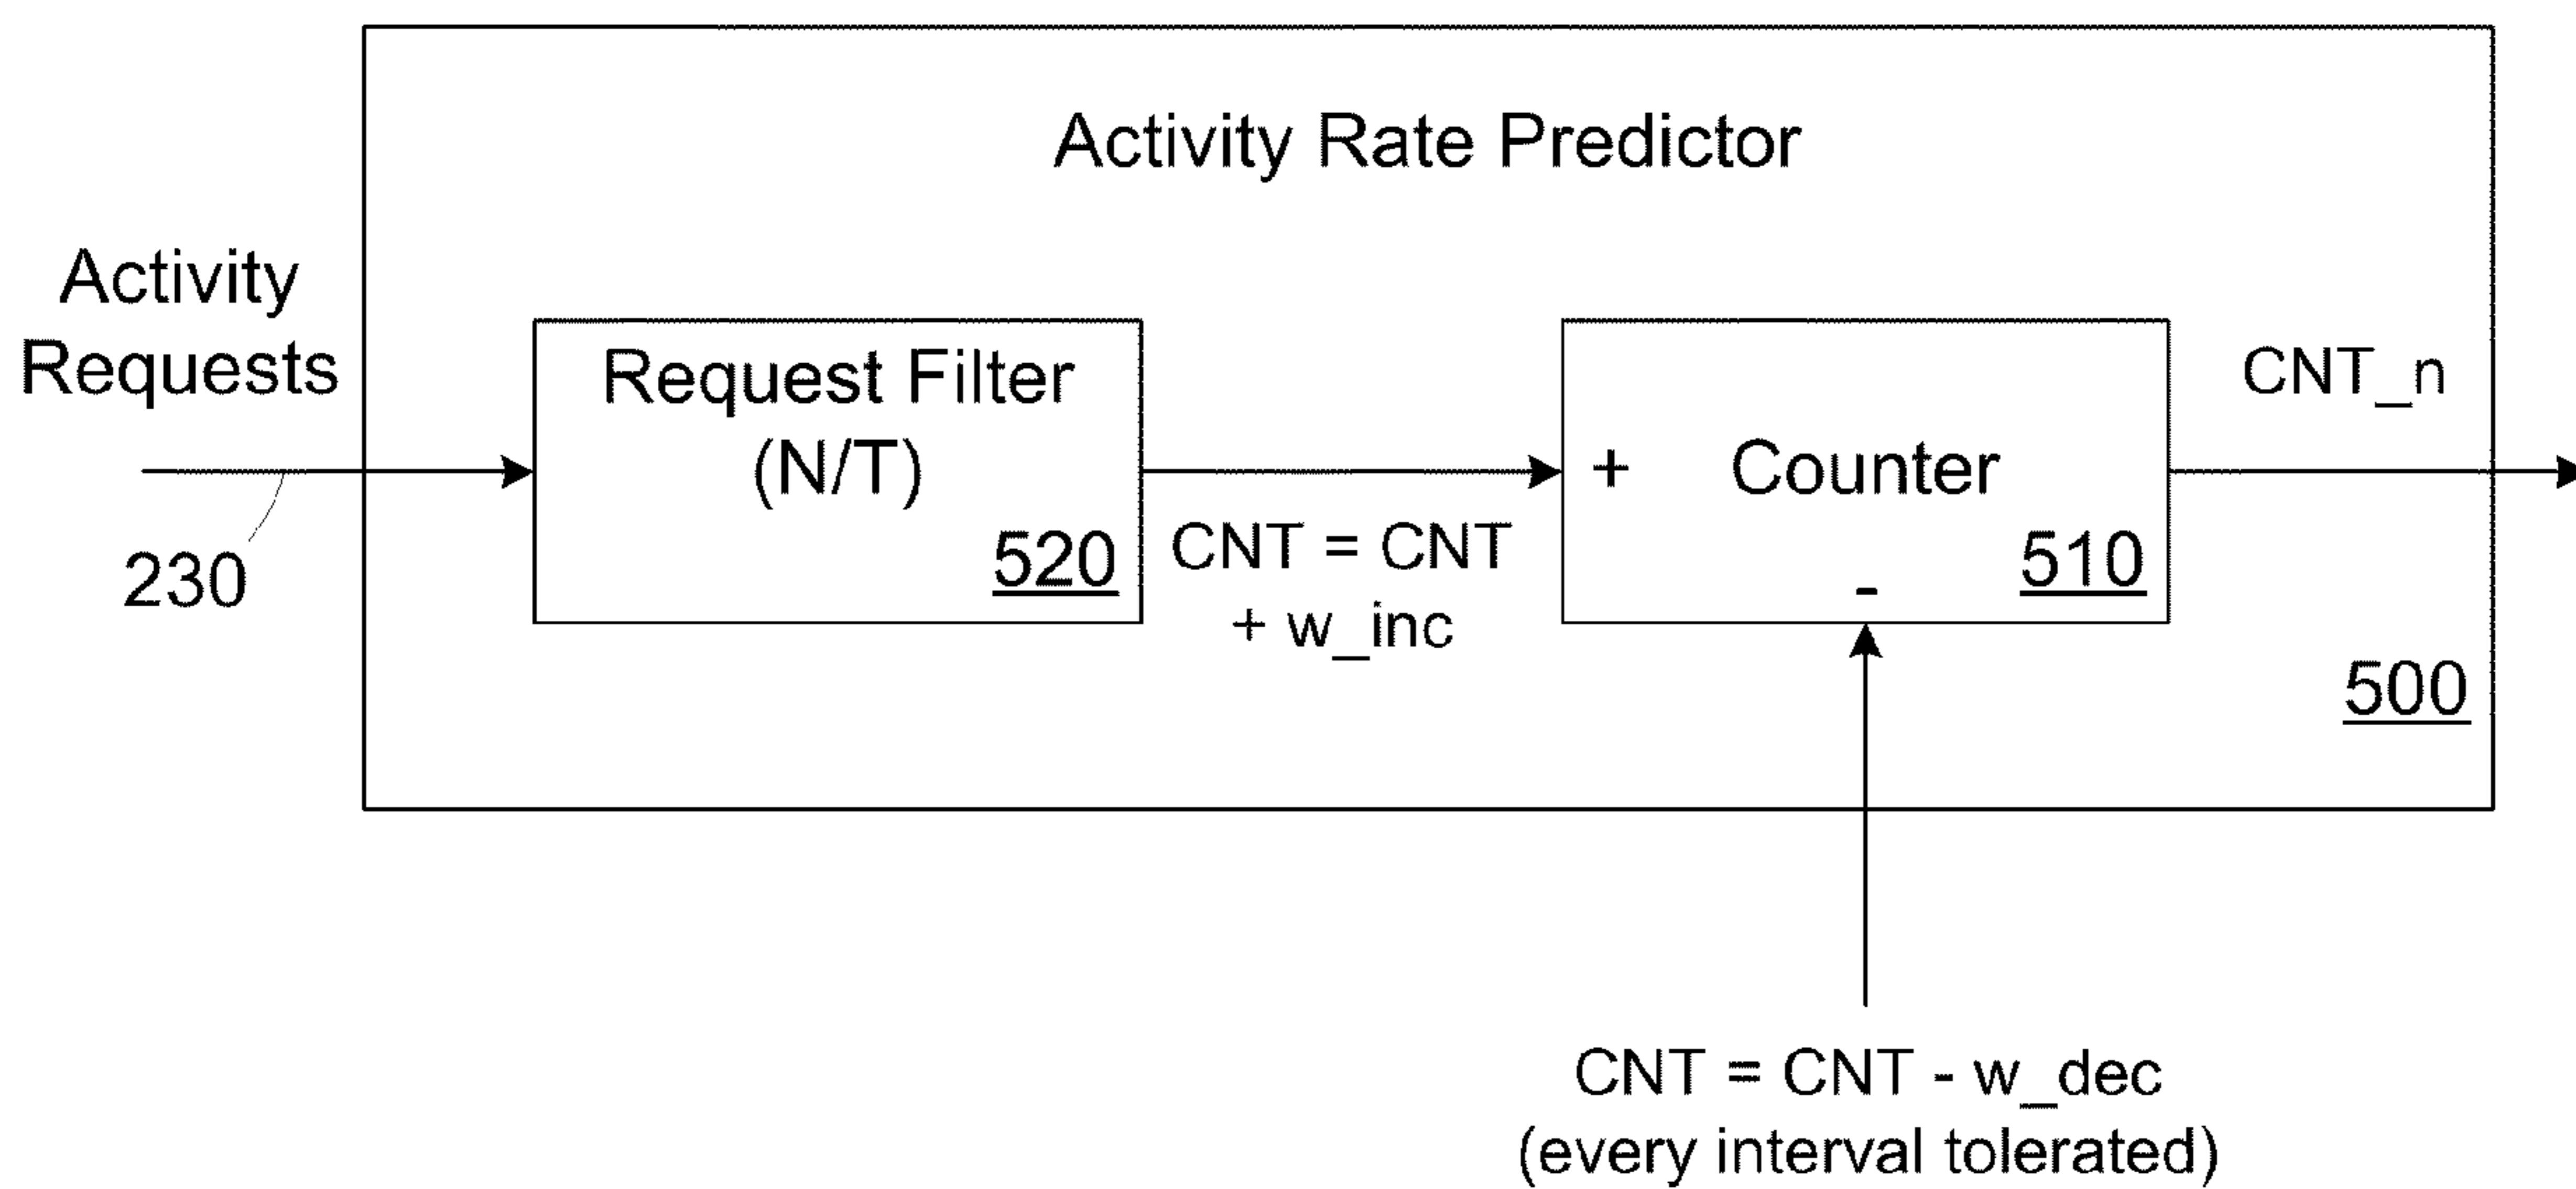 Activity Rate Predictor
Activity
Requests
230
Request Filter
(N/T)
520
CNT = CNT
+ w_inc
+
Counter
-
510
CNT_n
500
CNT = CNT - w_dec
(every interval tolerated)